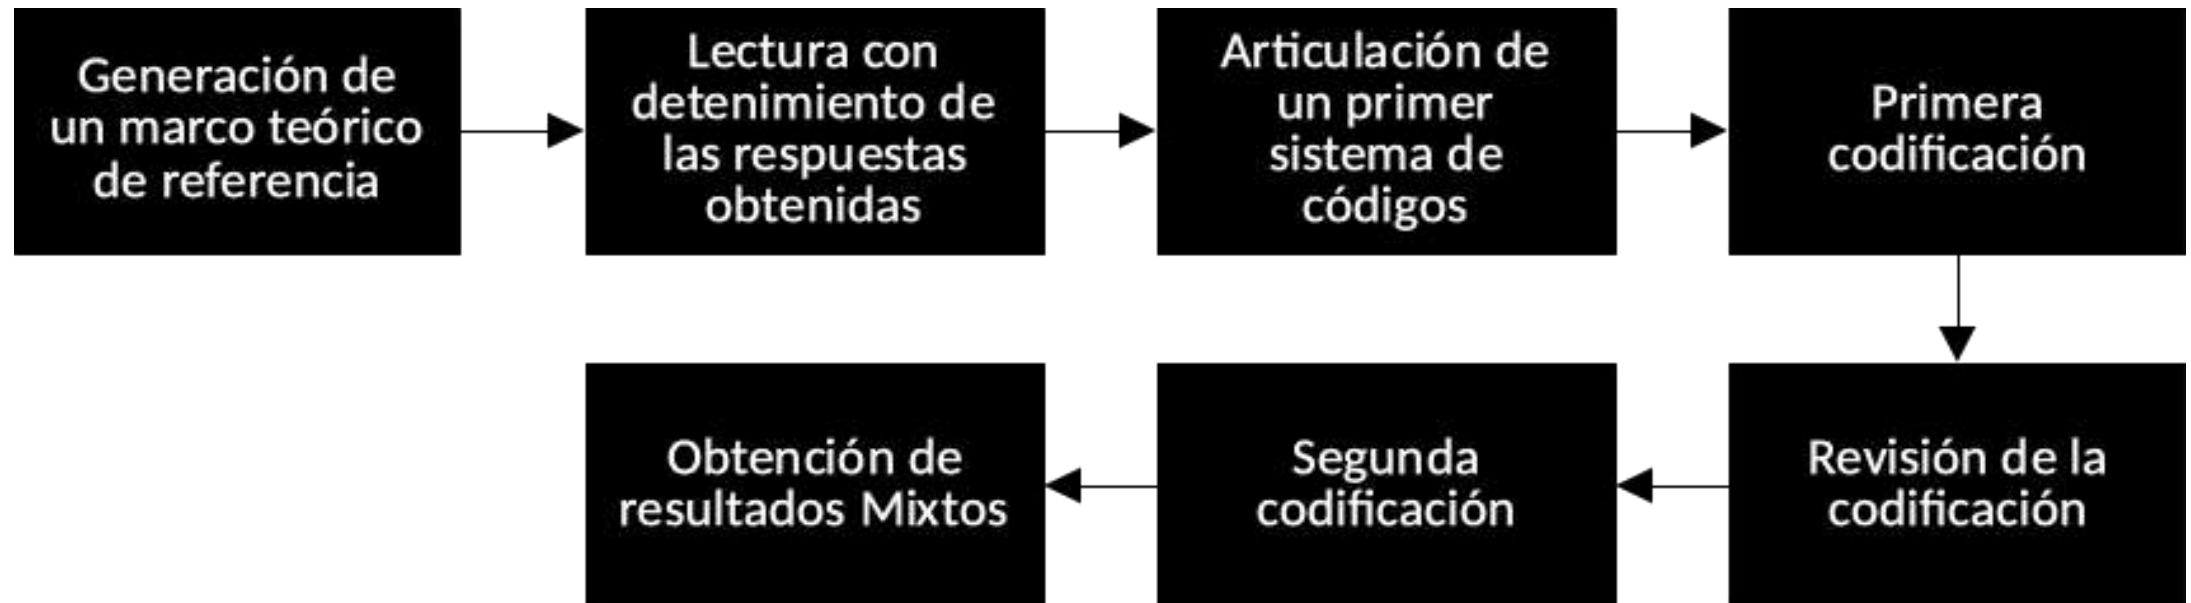 Generación de
un marco teórico
de referencia
Lectura con
detenimiento de
las respuestas
obtenidas
Articulación de
un primer
sistema de
códigos
Primera
codificación
Revisión de la
codificación
Segunda
codificación
Obtención de
resultados Mixtos